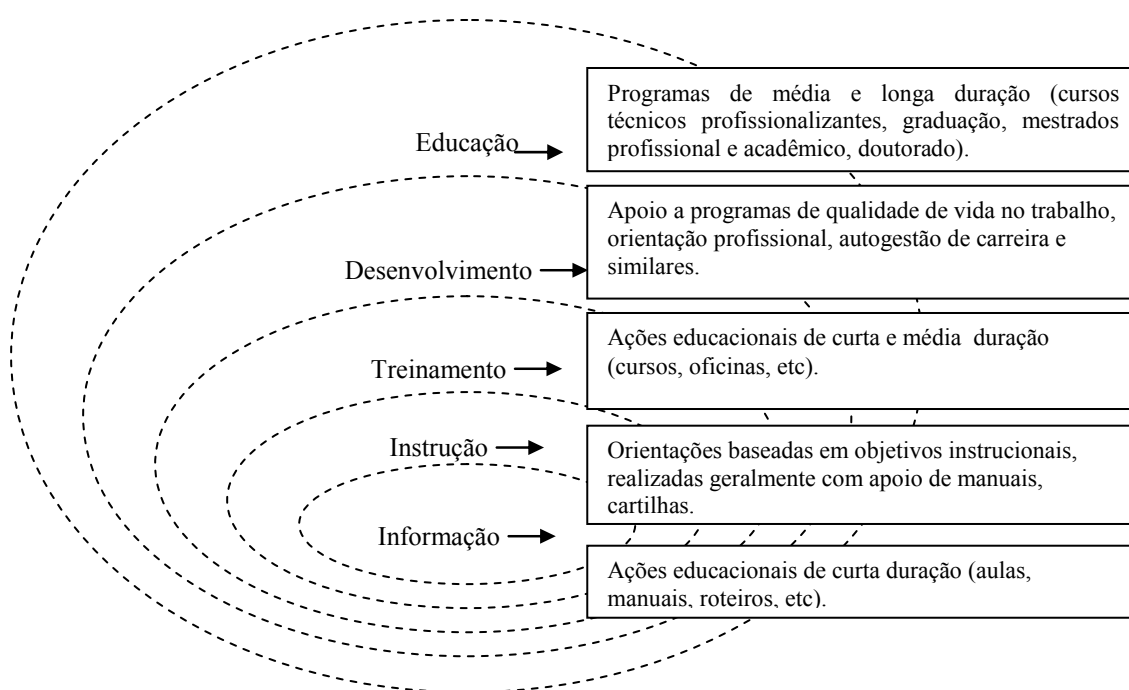 Educação
Programas de média e longa duração (cursos
técnicos profissionalizantes, graduação, mestrados
profissional e acadêmico, doutorado).
Desenvolvimento
Apoio a programas de qualidade de vida no trabalho,
orientação profissional, autogestão de carreira e
similares.
Treinamento
Ações educacionais de curta e média duração
(cursos, oficinas, etc).
Instrução
Orientações baseadas em objetivos instrucionais,
realizadas geralmente com apoio de manuais,
cartilhas.
Informação
Ações educacionais de curta duração (aulas,
manuais, roteiros, etc).